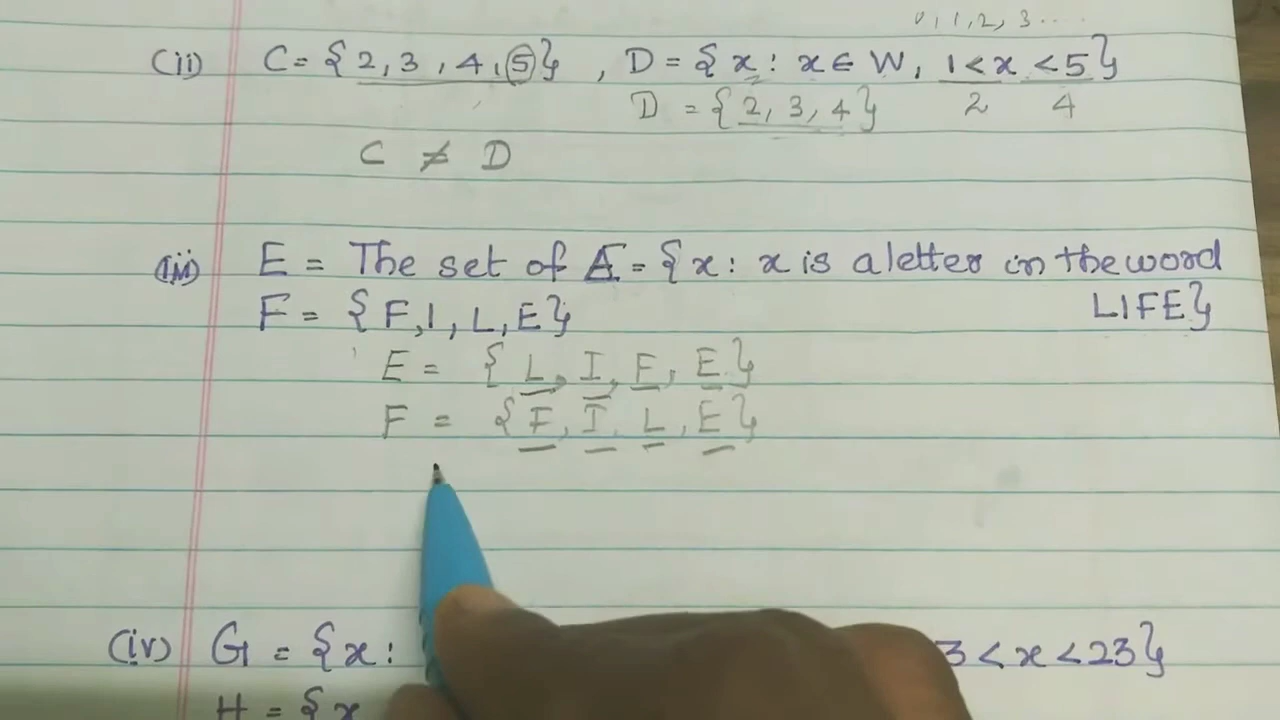 0, 1, 2, 3 ....
(ii) C = { 2, 3, 4, 5 } , D = { x : x ∈ W, 1 < x < 5 }
D = { 2, 3, 4 } 2 4
C ≠ D
(iii) E = The set of A = { x : x is a letter in the word
F = { F, I, L, E } LIFE }
E = { L, I, F, E }
F = { F, I, L, E }
(iv) G = { x : 3 < x < 23 }
H = { x